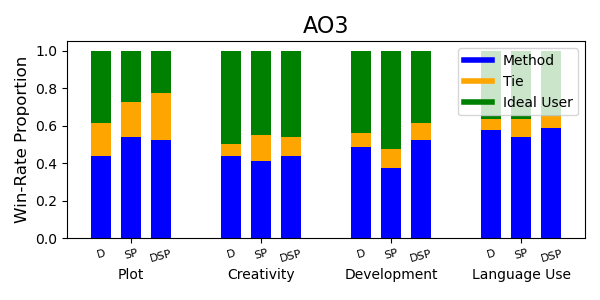 AO3
Win-Rate Proportion
1.0
0.8
0.6
0.4
0.2
0.0
Method
Tie
Ideal User
D SP DSP D SP DSP D SP DSP D SP DSP
Plot Creativity Development Language Use